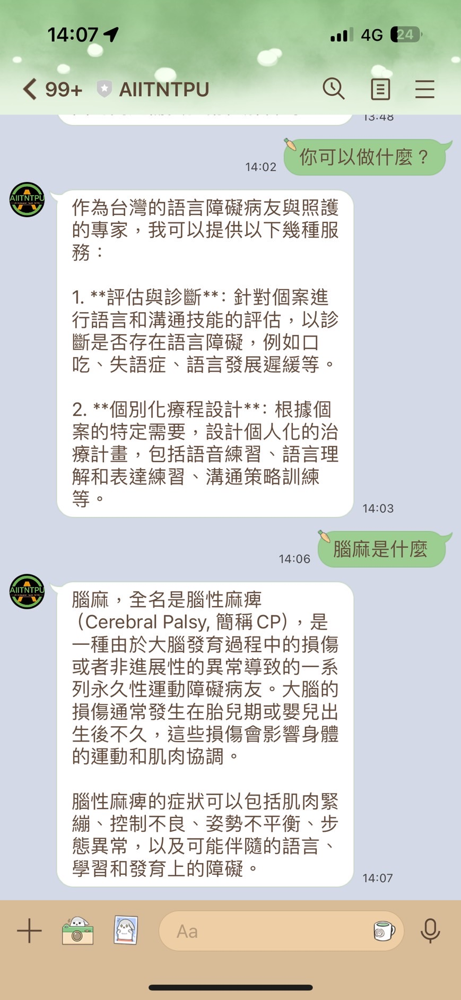 14:07
4G
24
99+
AIITNTPU
13:48
你可以做什麼？
14:02
AIITNTPU
作為台灣的語言障礙病友與照護
的專家，我可以提供以下幾種服
務：
1. **評估與診斷**: 針對個案進
行語言和溝通技能的評估，以診
斷是否存在語言障礙，例如口
吃、失語症、語言發展遲緩等。
2. **個別化療程設計**: 根據個
案的特定需要，設計個人化的治
療計畫，包括語音練習、語言理
解和表達練習、溝通策略訓練
等。
14:03
腦麻是什麼
14:06
AIITNTPU
腦麻，全名是腦性麻痺
（Cerebral Palsy, 簡稱 CP），是
一種由於大腦發育過程中的損傷
或者非進展性的異常導致的一系
列永久性運動障礙病友。大腦的
損傷通常發生在胎兒期或嬰兒出
生後不久，這些損傷會影響身體
的運動和肌肉協調。
腦性麻痺的症狀可以包括肌肉緊
繃、控制不良、姿勢不平衡、步
態異常，以及可能伴隨的語言、
學習和發育上的障礙。
14:07
Aa